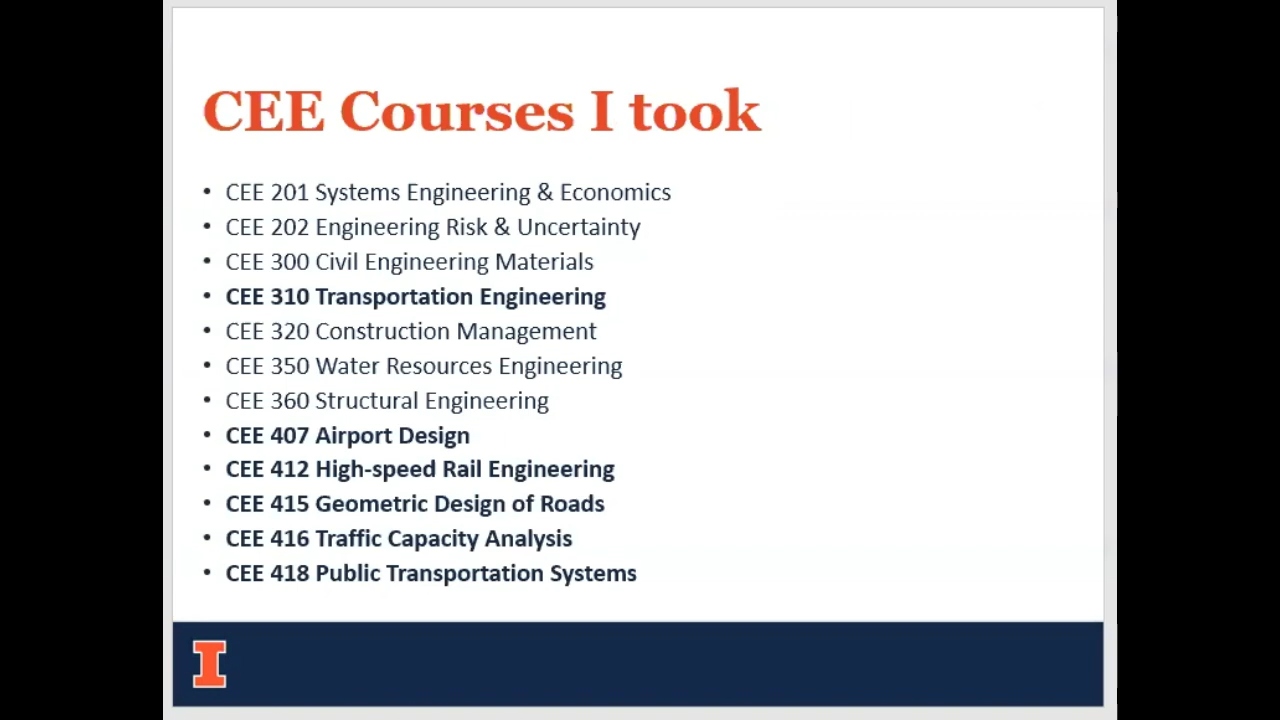 CEE Courses I took
• CEE 201 Systems Engineering & Economics
• CEE 202 Engineering Risk & Uncertainty
• CEE 300 Civil Engineering Materials
• CEE 310 Transportation Engineering
• CEE 320 Construction Management
• CEE 350 Water Resources Engineering
• CEE 360 Structural Engineering
• CEE 407 Airport Design
• CEE 412 High-speed Rail Engineering
• CEE 415 Geometric Design of Roads
• CEE 416 Traffic Capacity Analysis
• CEE 418 Public Transportation Systems
I